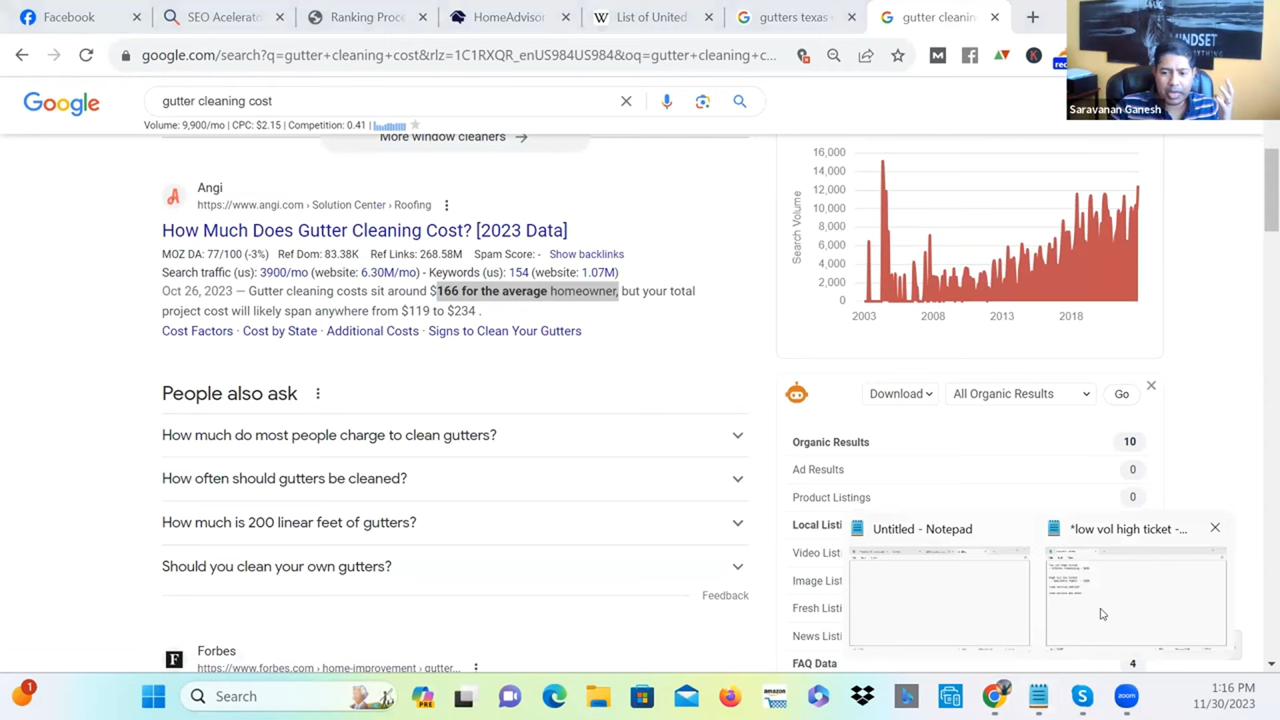 Facebook
SEO Acelerato
Ranking Proc
H
W List of United
gutters texas
gutter cleanin
google.com/search?q=gutter+cleaning+cost&rlz=1C1
nUS984US984&oq=gutter+cleaning+c...
M
K
rec
MINDSET
Saravanan Ganesh
Google
gutter cleaning cost
Volume: 9,900/mo | CPC: $2.15 | Competition: 0.41
More window cleaners
Angi
https://www.angi.com › Solution Center › Roofing
How Much Does Gutter Cleaning Cost? [2023 Data]
MOZ DA: 77/100 (-3%) Ref Dom: 83.48K Ref Links: 268.58M Spam Score: - Show backlinks
Search traffic (us): 390/mo (website: 6.30M/mo) - Keywords (us): 154 (website: 1.07M)
Oct 26, 2023 — Gutter cleaning costs sit around $166 for the average homeowner, but your total
project cost will likely span anywhere from $119 to $234 .
Cost Factors · Cost by State · Additional Costs · Signs to Clean Your Gutters
People also ask
How much do most people charge to clean gutters?
How often should gutters be cleaned?
How much is 200 linear feet of gutters?
Should you clean your own gutters?
Feedback
F
Forbes
https://www.forbes.com › home-improvement › gutter...
Search Volume
16,000
14,000
12,000
10,000
8,000
6,000
4,000
2,000
0
2003 2008 2013 2018
Download
All Organic Results
Go
Organic Results 10
Ad Results 0
Product Listings 0
Local Listi
Video List
Image List
Fresh Listi
News Listi
FAQ Data 4
Untitled - Notepad
*low vol high ticket -...
1
Search
amazon
zoom
1:16 PM
11/30/2023